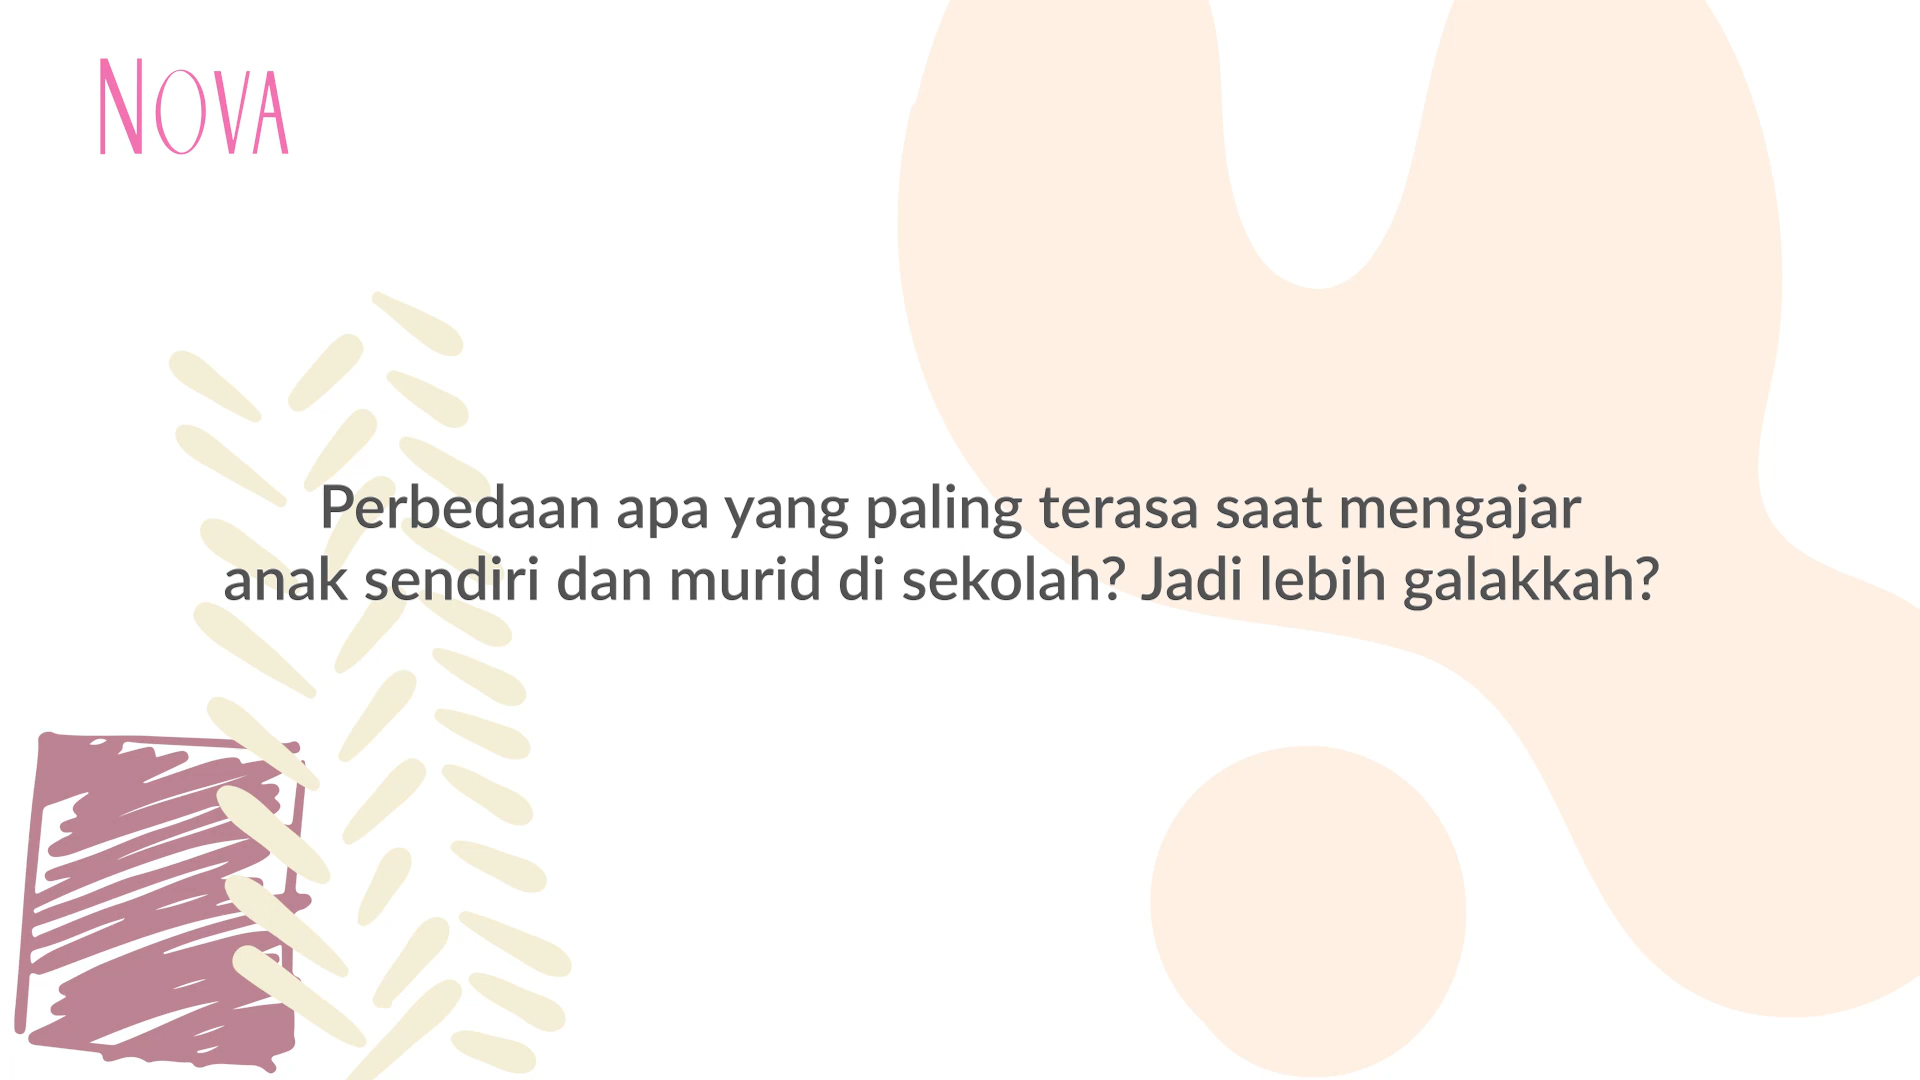 NOVA
Perbedaan apa yang paling terasa saat mengajar
anak sendiri dan murid di sekolah? Jadi lebih galakkah?